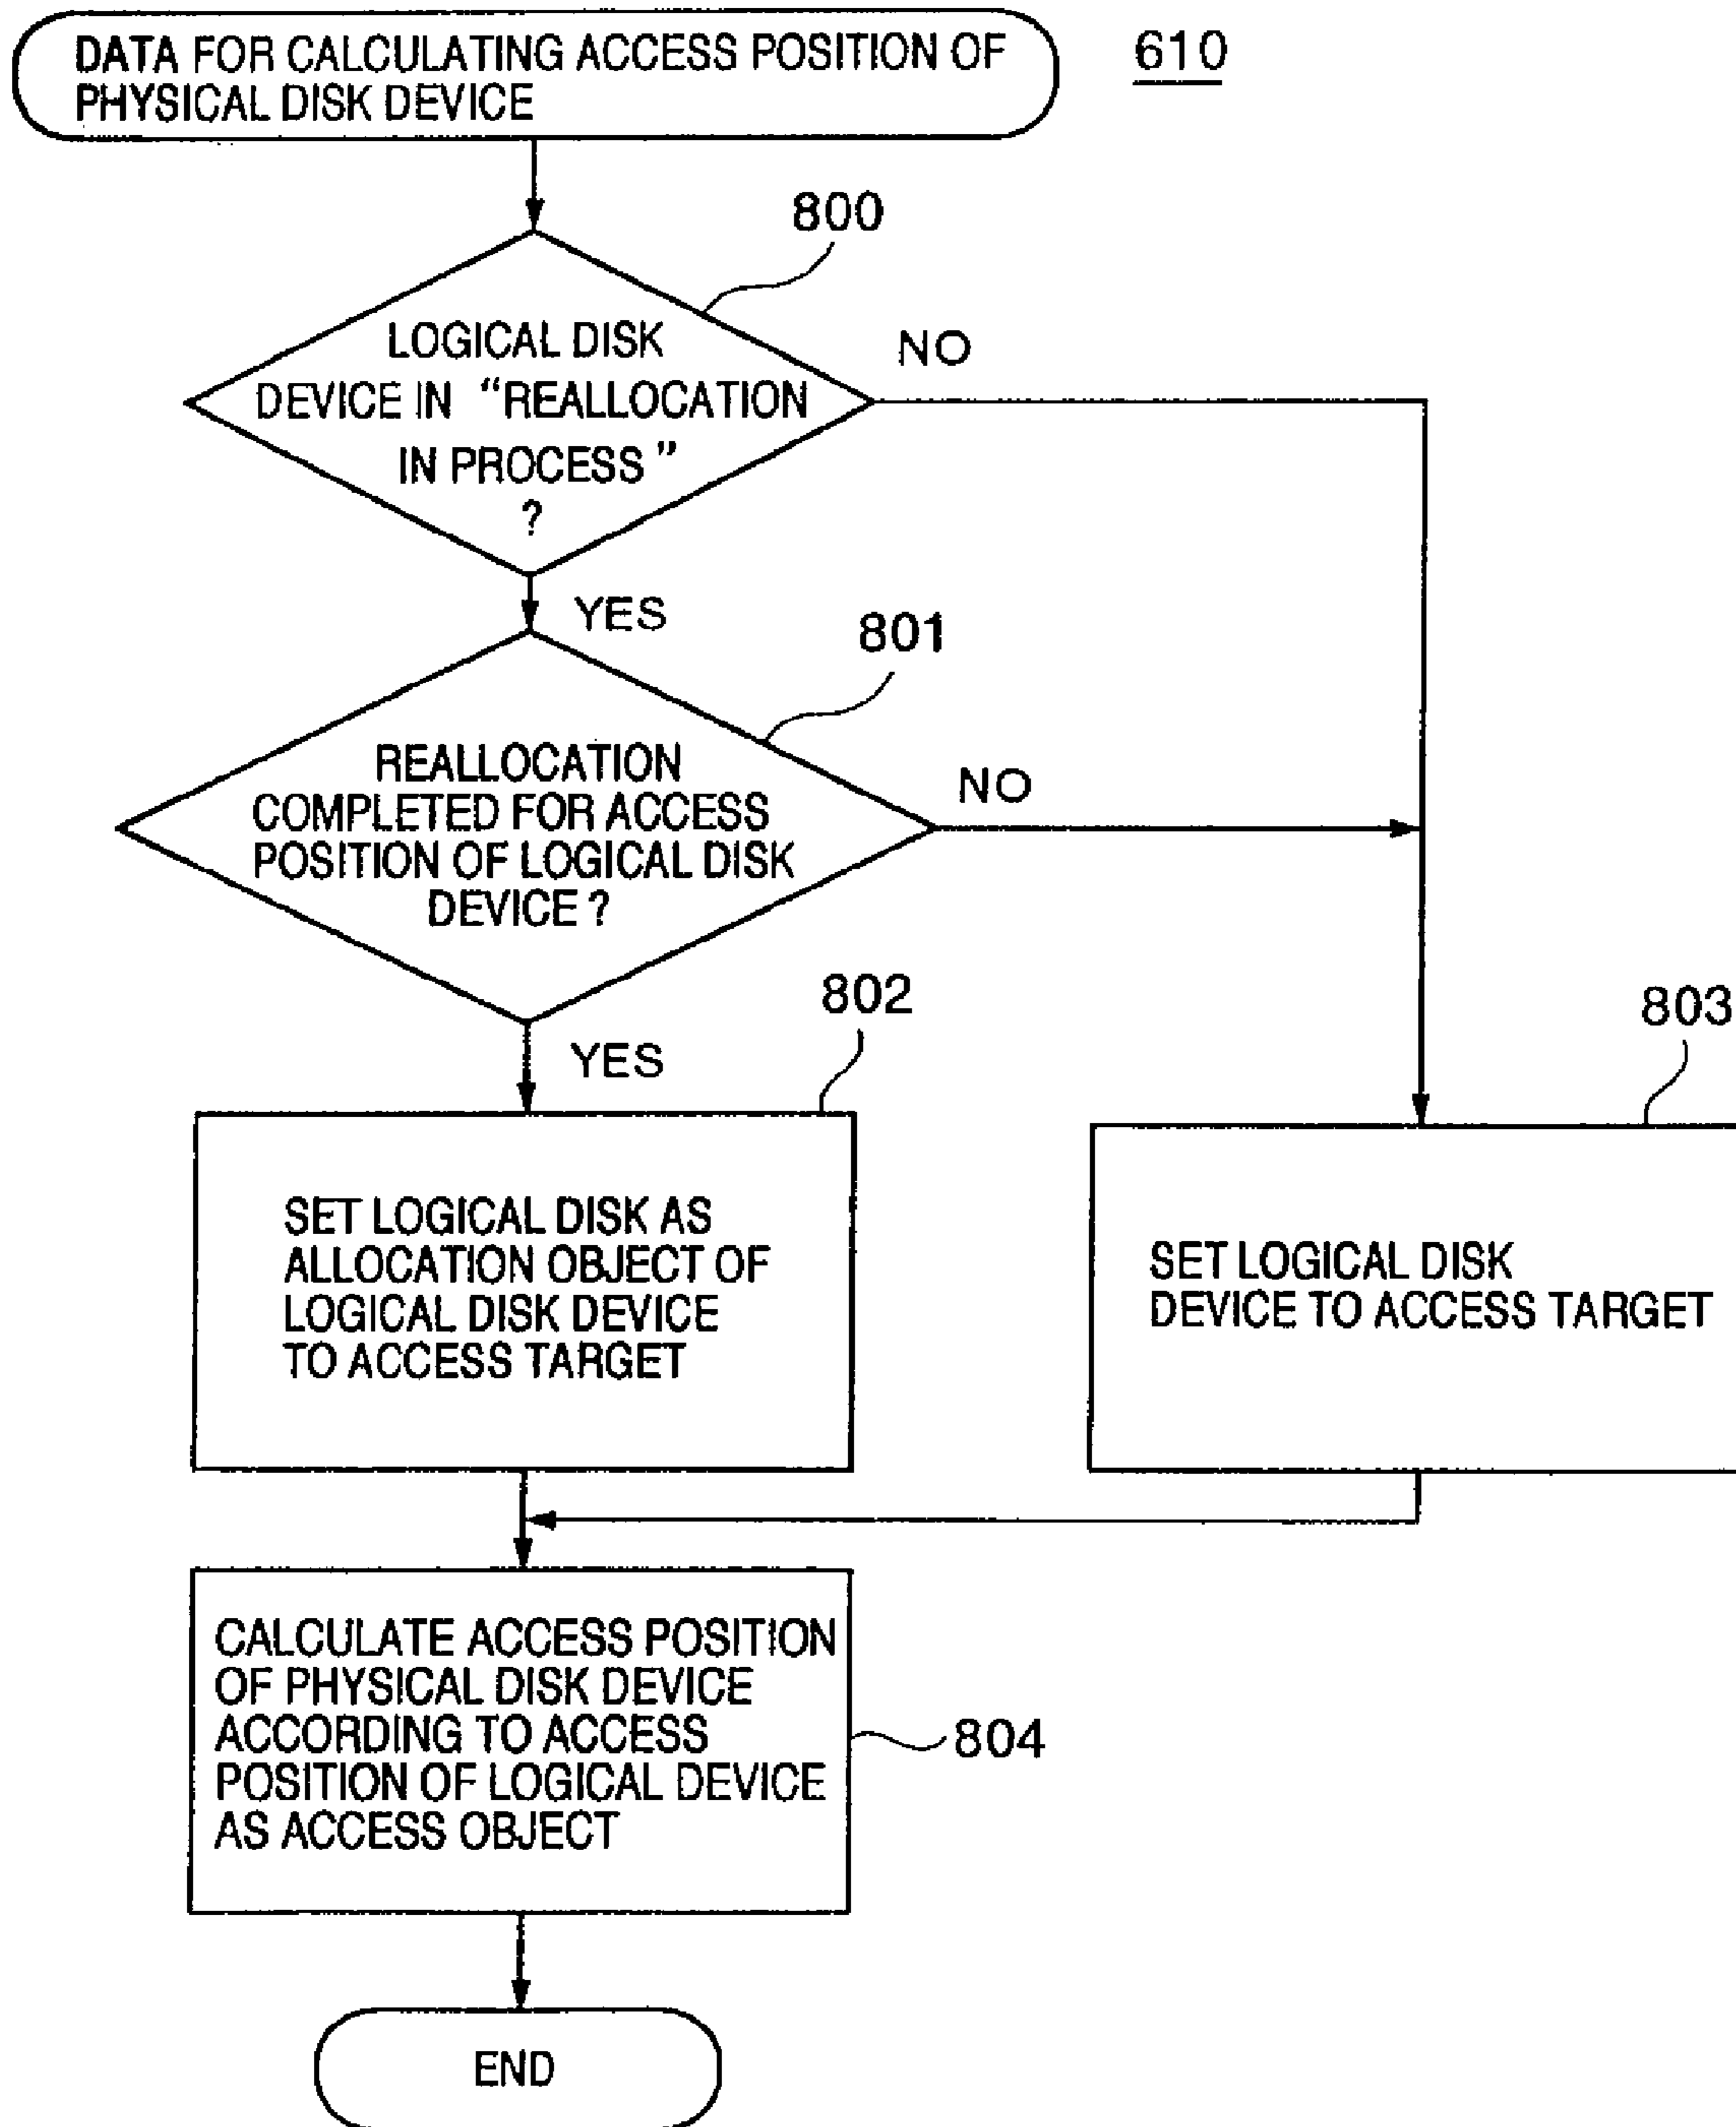 DATA FOR CALCULATING ACCESS POSITION OF
PHYSICAL DISK DEVICE
610
800
LOGICAL DISK
DEVICE IN "REALLOCATION
IN PROCESS"
?
NO
YES
801
REALLOCATION
COMPLETED FOR ACCESS
POSITION OF LOGICAL DISK
DEVICE?
NO
YES
802
SET LOGICAL DISK AS
ALLOCATION OBJECT OF
LOGICAL DISK DEVICE
TO ACCESS TARGET
803
SET LOGICAL DISK
DEVICE TO ACCESS TARGET
CALCULATE ACCESS POSITION
OF PHYSICAL DISK DEVICE
ACCORDING TO ACCESS
POSITION OF LOGICAL DEVICE
AS ACCESS OBJECT
804
END